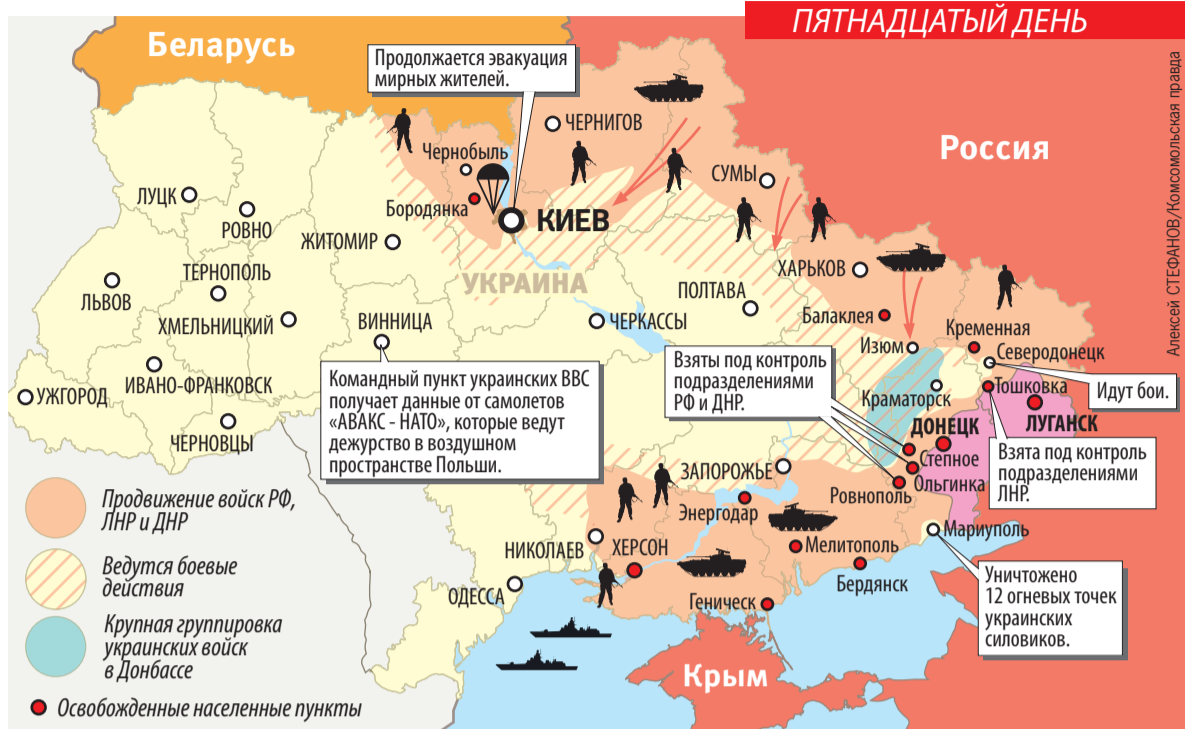 ПЯТНАДЦАТЫЙ ДЕНЬ
Беларусь
Продолжается эвакуация
мирных жителей.
Алексей СТЕФАНОВ/Комсомольская правда
Россия
ЧЕРНИГОВ
Чернобыль
СУМЫ
ЛУЦК
Бородянка
РОВНО
КИЕВ
ЖИТОМИР
ТЕРНОПОЛЬ
ХАРЬКОВ
УКРАИНА
ЛЬВОВ
ПОЛТАВА
ХМЕЛЬНИЦКИЙ
ВИННИЦА
ЧЕРКАССЫ
Балаклея
Кременная
Изюм
Северодонецк
Взяты под контроль
подразделениями
РФ и ДНР.
ИВАНО-ФРАНКОВСК
УЖГОРОД
Командный пункт украинских ВВС
получает данные от самолетов
«АВАКС - НАТО», которые ведут
дежурство в воздушном
пространстве Польши.
Краматорск
Тошковка
Идут бои.
ЛУГАНСК
ДОНЕЦК
ЧЕРНОВЦЫ
Степное
Взята под контроль
подразделениями
ЛНР.
ЗАПОРОЖЬЕ
Ольгинка
Ровнополь
Энергодар
Продвижение войск РФ,
ЛНР и ДНР
Мариуполь
НИКОЛАЕВ
ХЕРСОН
Мелитополь
Ведутся боевые
действия
Бердянск
ОДЕССА
Геническ
Уничтожено
12 огневых точек
украинских
силовиков.
Крупная группировка
украинских войск
в Донбассе
Крым
Освобожденные населенные пункты